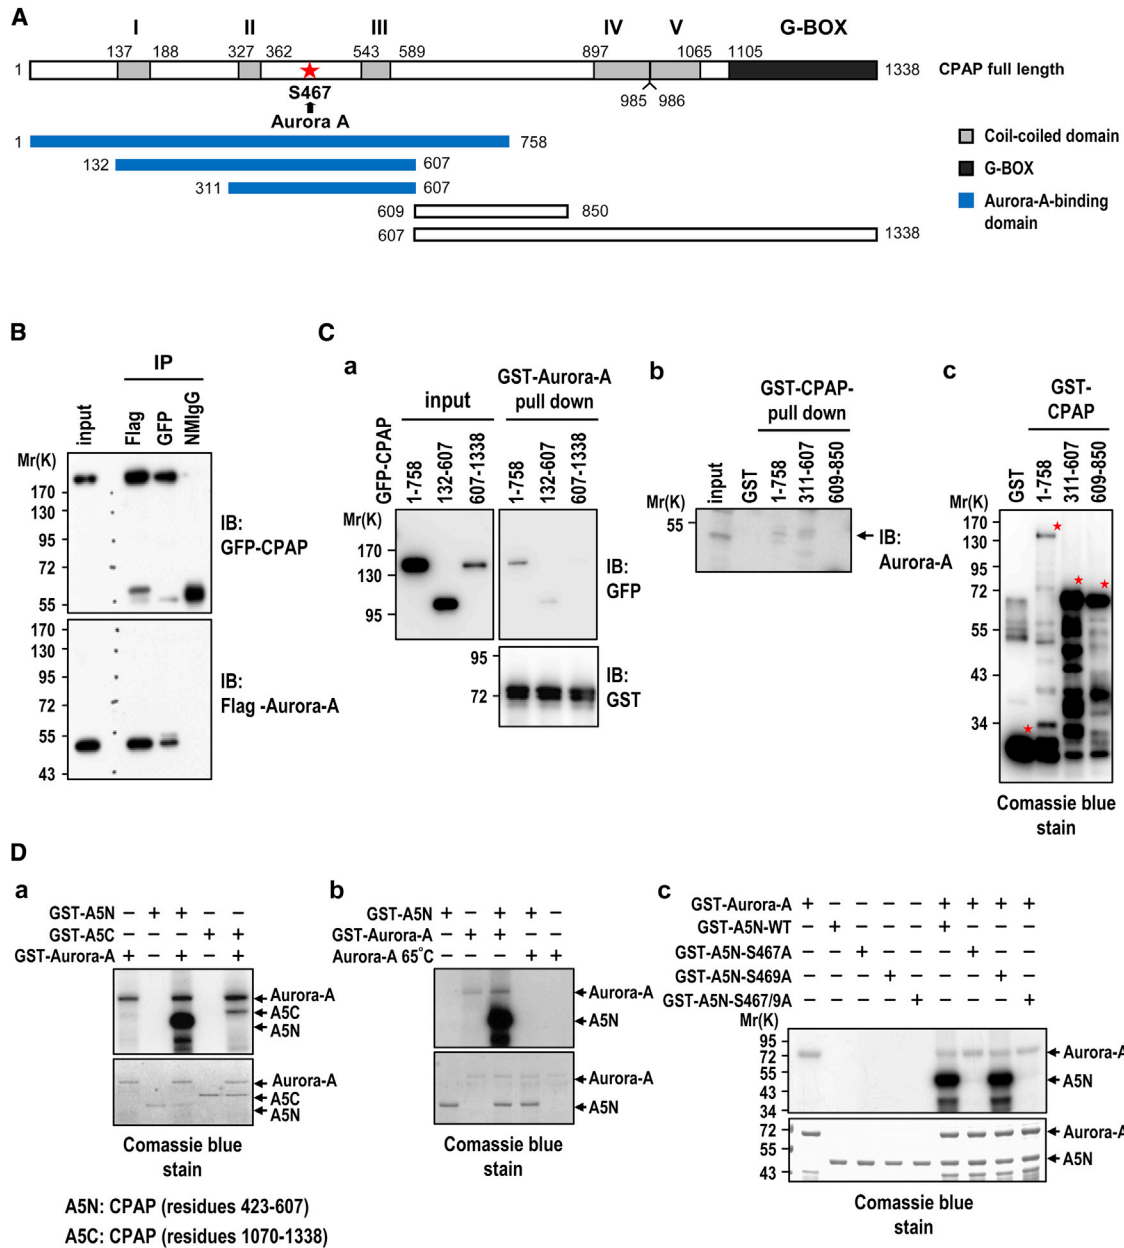 A
I II III IV V G-BOX
137 188 327 362 543 589 897 1065 1105
1 1338 CPAP full length
S467
985 986
Aurora A
1 758
132 607
311 607
609 850
607 1338
Coil-coiled domain
G-BOX
Aurora-A-binding
domain
B
IP
input Flag GFP NMIgG
Mr(K)
170
130
95
72
55
IB:
GFP-CPAP
170
130
95
72
55
43
IB:
Flag -Aurora-A
C
a
GST-Aurora-A
pull down
input
GFP-CPAP 1-758 132-607 607-1338 1-758 132-607 607-1338
Mr(K)
170
130
95
IB:
GFP
95
72
IB:
GST
b
GST-CPAP-
pull down
input GST 1-758 311-607 609-850
Mr(K)
55
IB:
Aurora-A
c
GST-
CPAP
GST 1-758 311-607 609-850
Mr(K)
170
130
95
72
55
43
34
Comassie blue
stain
D
a
GST-A5N – + + – –
GST-A5C – – – + +
GST-Aurora-A + – + – +
Aurora-A
A5C
A5N
Aurora-A
A5C
A5N
Comassie blue
stain
A5N: CPAP (residues 423-607)
A5C: CPAP (residues 1070-1338)
b
GST-A5N + – + + –
GST-Aurora-A – + + – –
Aurora-A 65°C – – – + +
Aurora-A
A5N
Aurora-A
A5N
Comassie blue
stain
c
GST-Aurora-A + – – – – + + + +
GST-A5N-WT – + – – – + – – –
GST-A5N-S467A – – + – – – + – –
GST-A5N-S469A – – – + – – – + –
GST-A5N-S467/9A – – – – + – – – +
Mr(K)
95
72
55
43
34
Aurora-A
A5N
72
55
43
Aurora-A
A5N
Comassie blue
stain